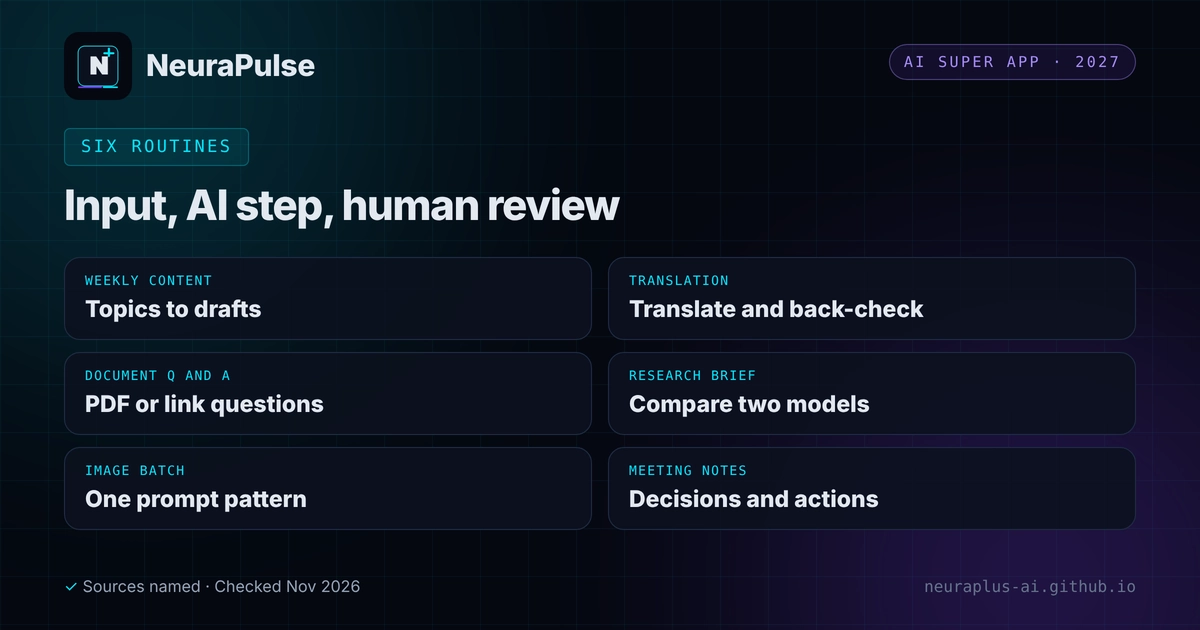 N
NeuraPulse
AI SUPER APP · 2027
SIX ROUTINES
Input, AI step, human review
WEEKLY CONTENT
Topics to drafts
TRANSLATION
Translate and back-check
DOCUMENT Q AND A
PDF or link questions
RESEARCH BRIEF
Compare two models
IMAGE BATCH
One prompt pattern
MEETING NOTES
Decisions and actions
✓ Sources named · Checked Nov 2026
neuraplus-ai.github.io